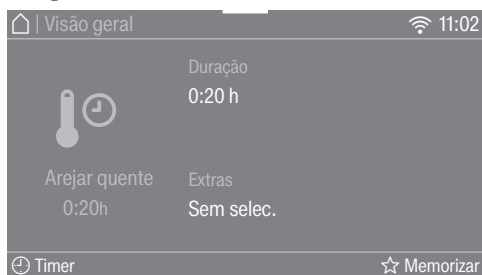 | Visão geral
11:02
Duração
0:20 h
Arejar quente
0:20h
Extras
Sem selec.
Timer
Memorizar